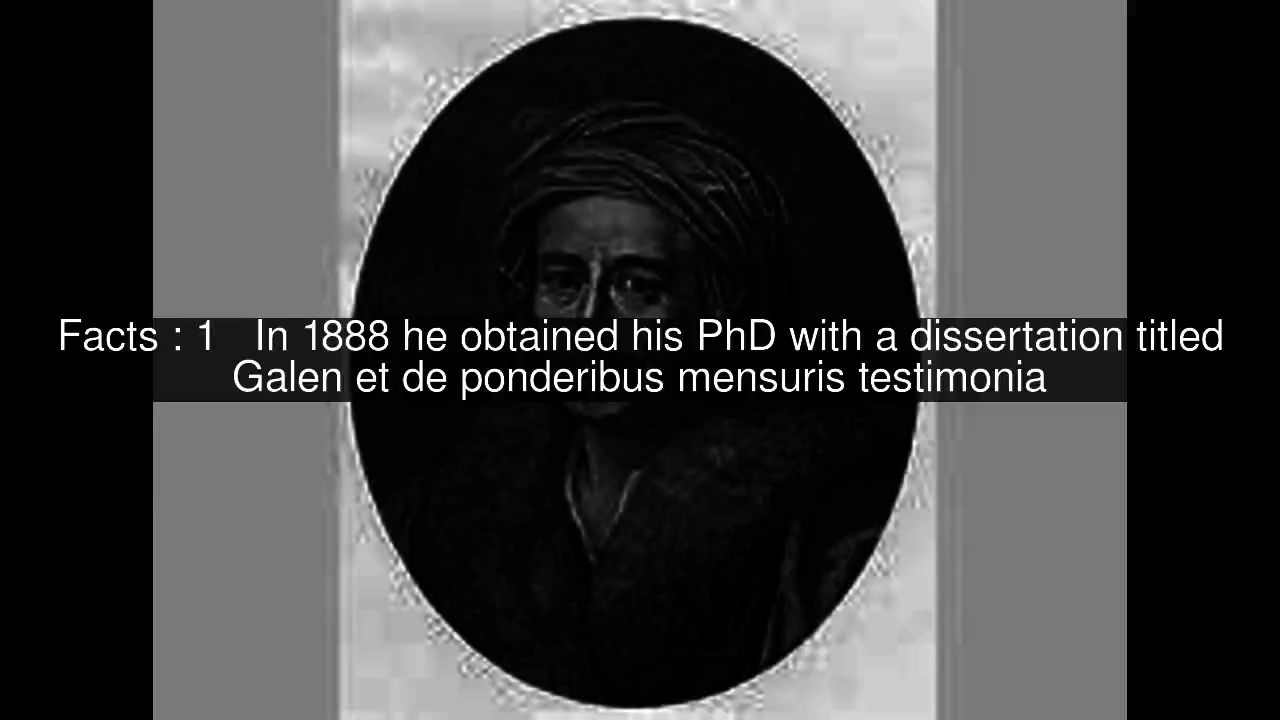 Facts : 1   In 1888 he obtained his PhD with a dissertation titled
Galen et de ponderibus mensuris testimonia